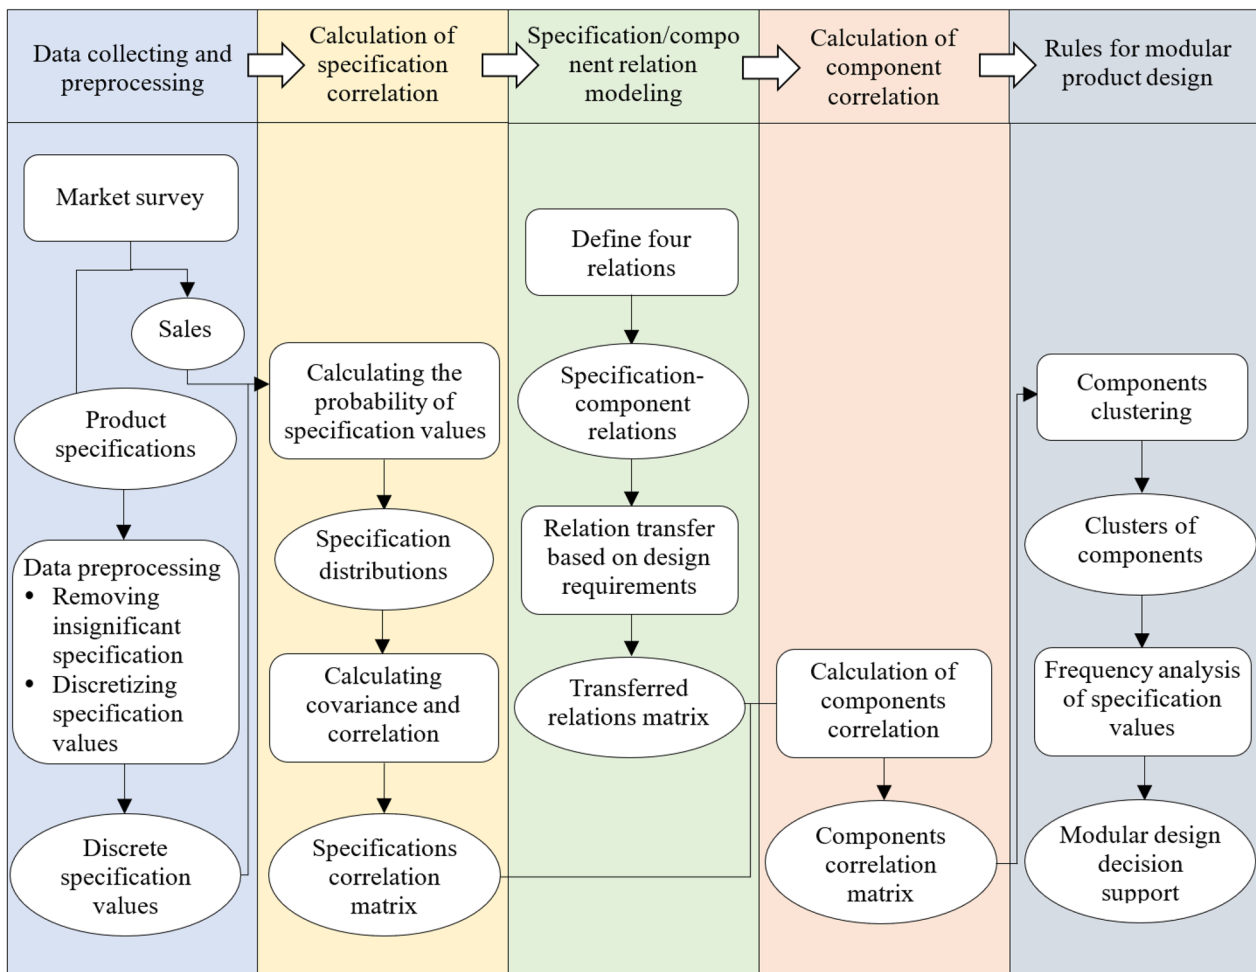 Data collecting and
preprocessing
Calculation of
specification
correlation
Specification/compo
nent relation
modeling
Calculation of
component
correlation
Rules for modular
product design
Market survey
Sales
Product
specifications
Data preprocessing
• Removing
insignificant
specification
• Discretizing
specification
values
Discrete
specification
values
Calculating the
probability of
specification values
Specification
distributions
Calculating
covariance and
correlation
Specifications
correlation
matrix
Define four
relations
Specification-
component
relations
Relation transfer
based on design
requirements
Transferred
relations matrix
Calculation of
components
correlation
Components
correlation
matrix
Components
clustering
Clusters of
components
Frequency analysis
of specification
values
Modular design
decision
support